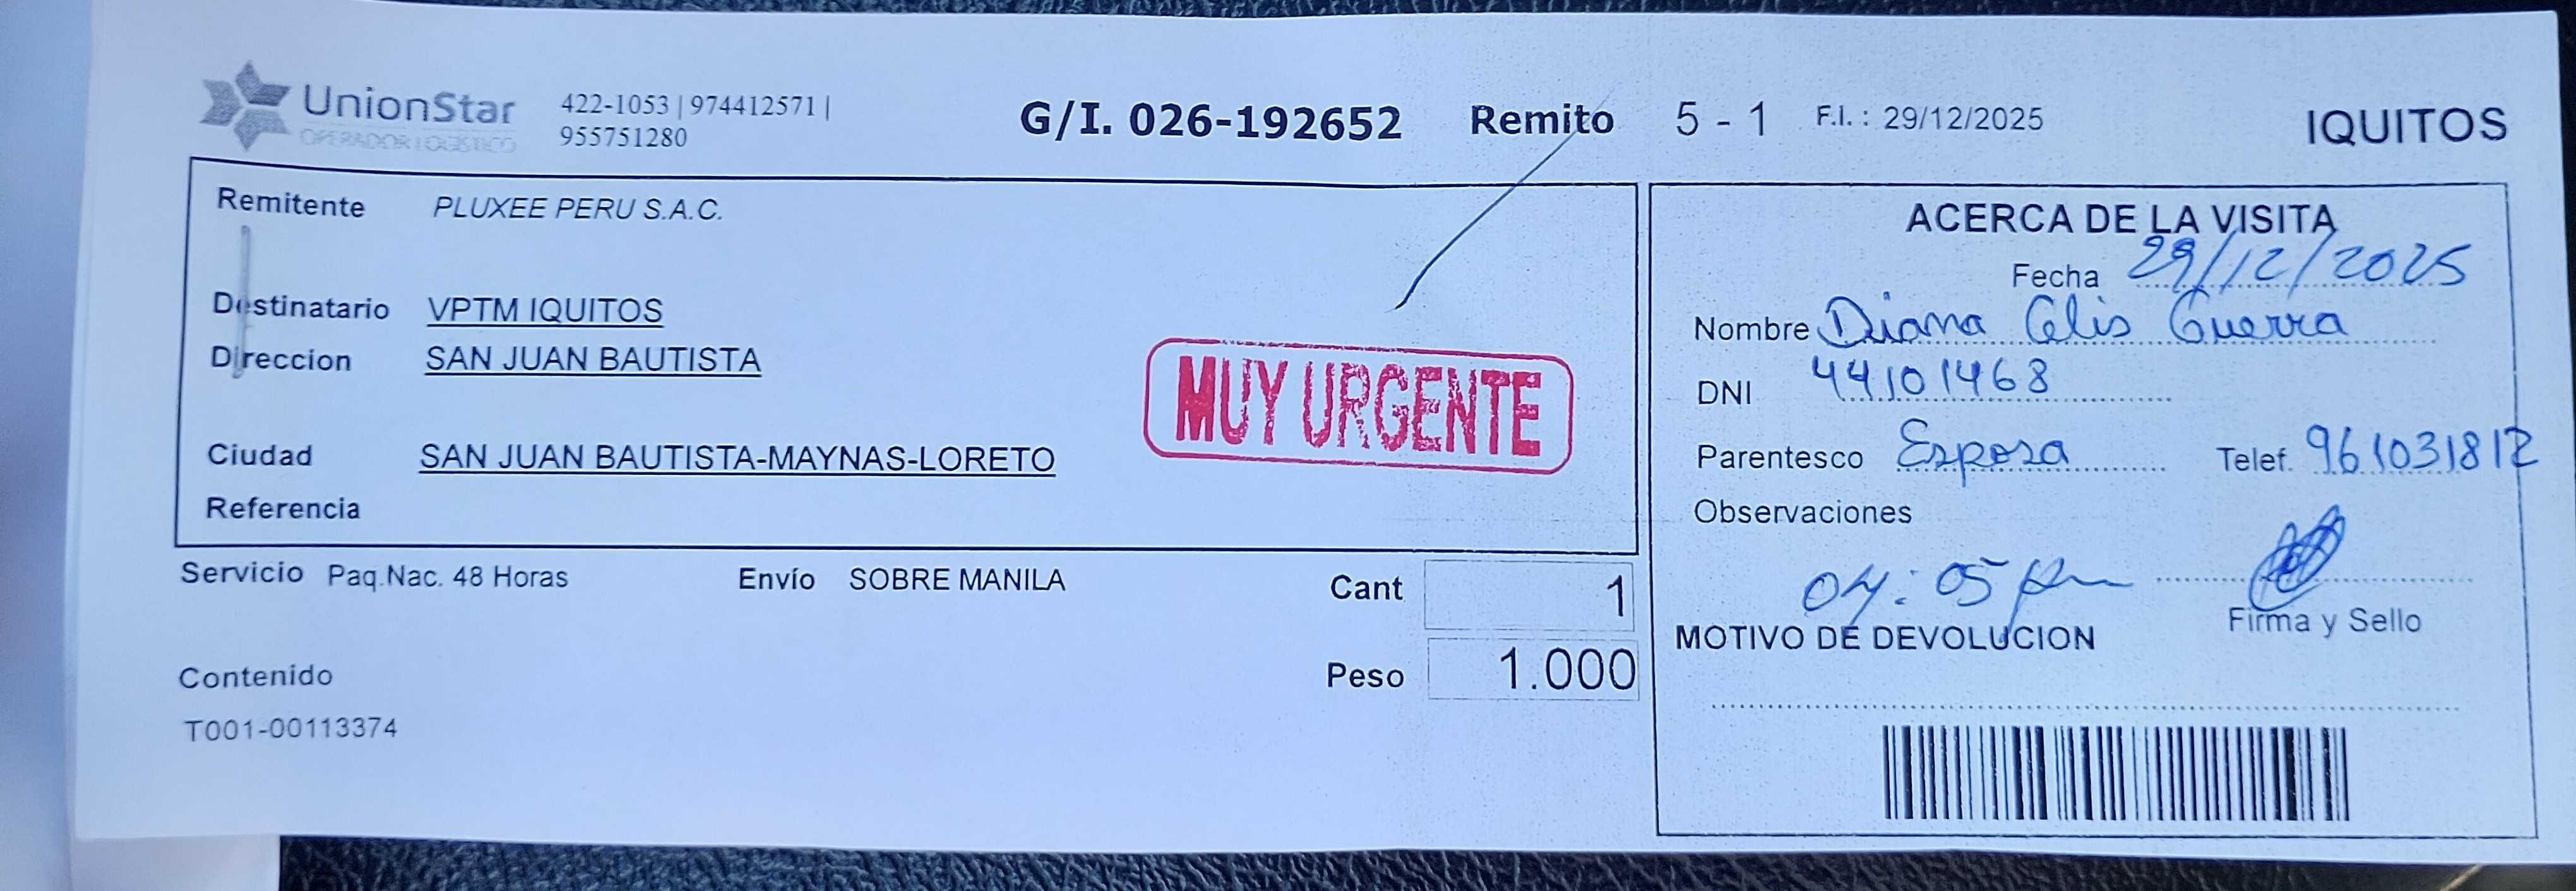 UnionStar
OPERADOR LOGISTICO
422-1053 | 974412571 |
955751280
G/I. 026-192652 Remito 5 - 1 F.I. : 29/12/2025 IQUITOS
Remitente PLUXEE PERU S.A.C.
Destinatario VPTM IQUITOS
Direccion SAN JUAN BAUTISTA
Ciudad SAN JUAN BAUTISTA-MAYNAS-LORETO
Referencia
MUY URGENTE
Servicio Paq.Nac. 48 Horas Envío SOBRE MANILA Cant 1
Peso 1.000
Contenido
T001-00113374
ACERCA DE LA VISITA
Fecha 29/12/2025
Nombre Diana Celis Guerra
DNI 44101468
Parentesco Esposa Telef. 961031812
Observaciones
04:05 pm
Firma y Sello
MOTIVO DE DEVOLUCION